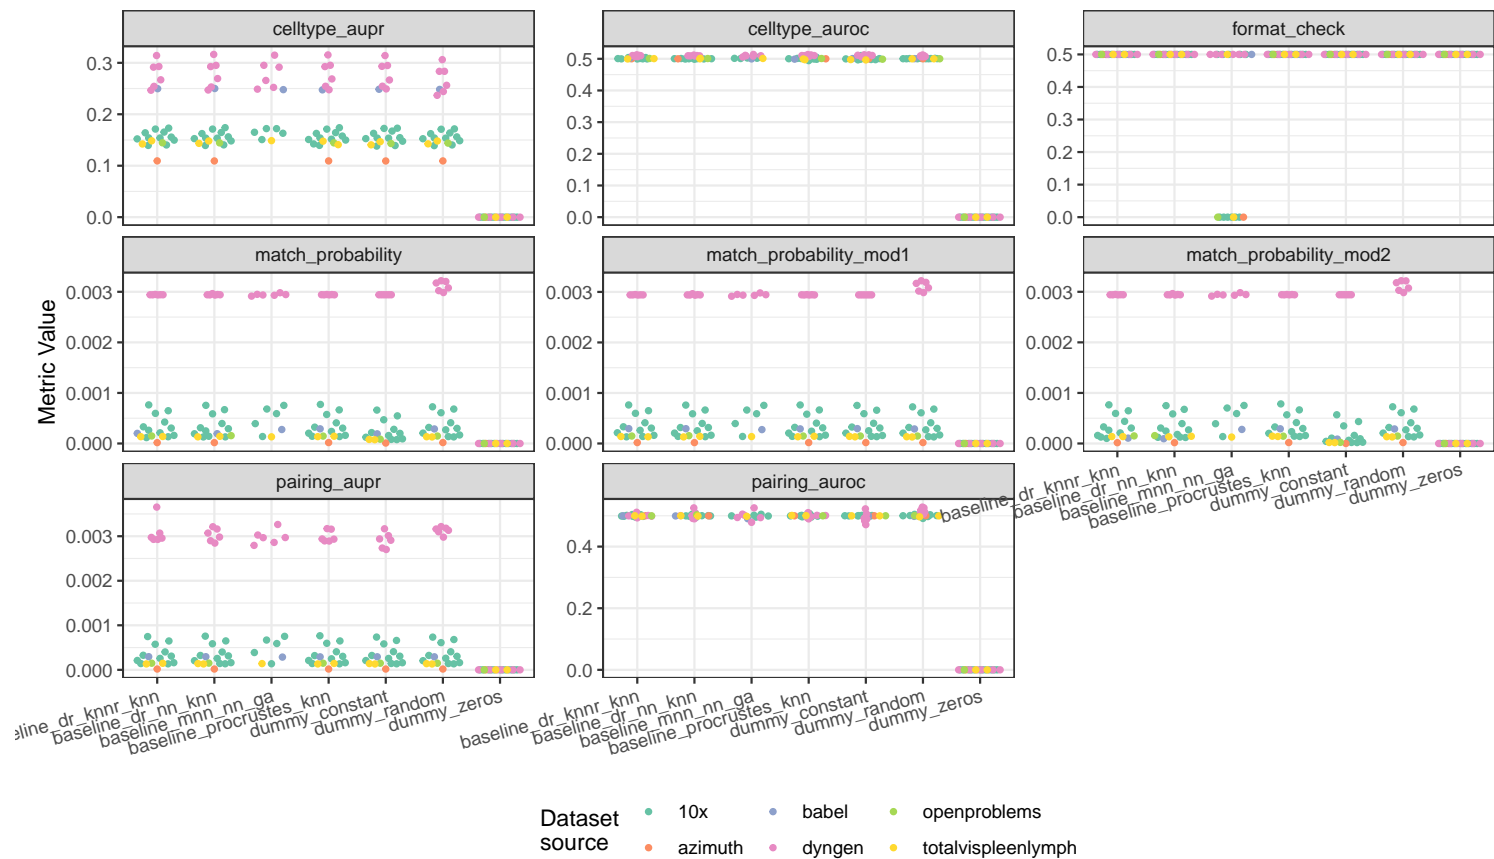 celltype_aupr
celltype_auroc
format_check
0.3
0.2
0.1
0.0
0.5
0.4
0.3
0.2
0.1
0.0
0.5
0.4
0.3
0.2
0.1
0.0
match_probability
match_probability_mod1
match_probability_mod2
Metric Value
0.003
0.002
0.001
0.000
0.003
0.002
0.001
0.000
0.003
0.002
0.001
0.000
baseline_dr_knnr_knn
baseline_dr_nn_knn
baseline_mnn_nn_ga
baseline_procrustes_knn
dummy_constant
dummy_random
dummy_zeros
pairing_aupr
pairing_auroc
0.003
0.002
0.001
0.000
0.4
0.2
0.0
eline_dr_knnr_knn
baseline_dr_nn_knn
baseline_mnn_nn_ga
baseline_procrustes_knn
dummy_constant
dummy_random
dummy_zeros
baseline_dr_knnr_knn
baseline_dr_nn_knn
baseline_mnn_nn_ga
baseline_procrustes_knn
dummy_constant
dummy_random
dummy_zeros
Dataset
source
10x
babel
openproblems
azimuth
dyngen
totalvispleenlymph